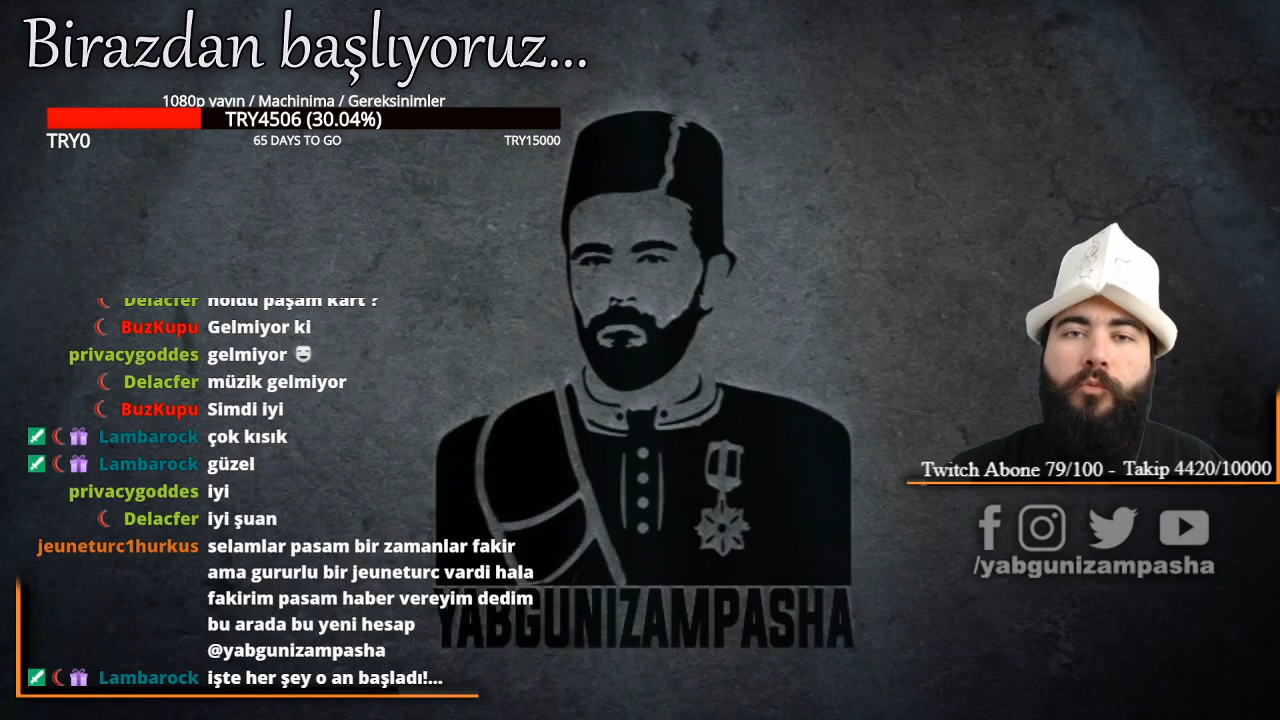 Birazdan başlıyoruz...
1080p yayın / Machinima / Gereksinimler
TRY4506 (30.04%)
TRY0
65 DAYS TO GO
TRY15000
Delacfer noldu paşam kart ?
BuzKupu Gelmiyor ki
privacygoddes gelmiyor
Delacfer müzik gelmiyor
BuzKupu Simdi iyi
Lambarock çok kısık
Lambarock güzel
privacygoddes iyi
Delacfer iyi şuan
jeuneturc1hurkus selamlar pasam bir zamanlar fakir
ama gururlu bir jeuneturc vardi hala
fakirim pasam haber vereyim dedim
bu arada bu yeni hesap
@yabgunizampasha
Lambarock işte her şey o an başladı!...
YABGUNIZAMPASHA
Twitch Abone 79/100 - Takip 4420/10000
/yabgunizampasha